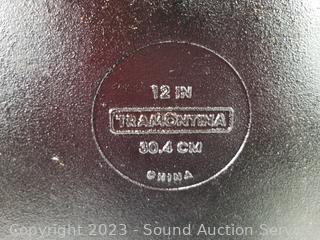 12 IN
TRAMONTINA
30.4 CM
CHINA
Copyright 2023 - Sound Auction Service